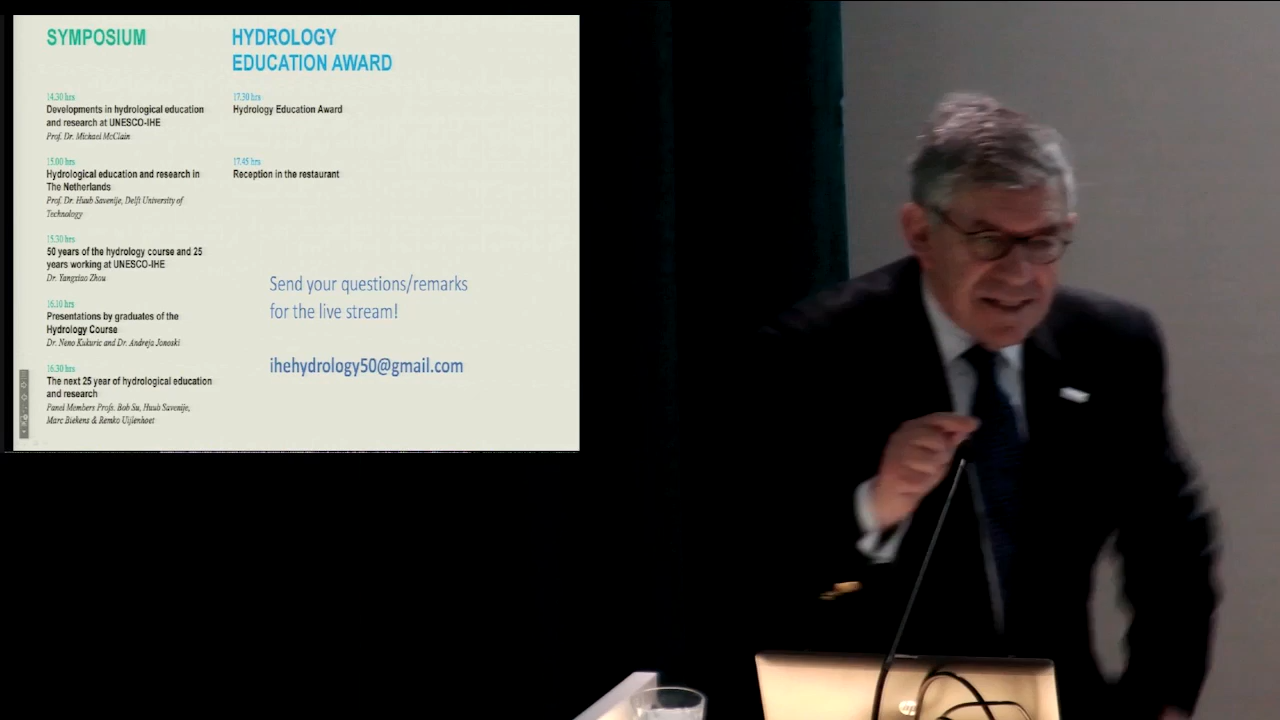 SYMPOSIUM
14.30 hrs
Developments in hydrological education
and research at UNESCO-IHE
Prof. Dr. Michael McClain
15.00 hrs
Hydrological education and research in
The Netherlands
Prof. Dr. Huub Savenije, Delft University of
Technology
15.30 hrs
50 years of the hydrology course and 25
years working at UNESCO-IHE
Dr. Yangxiao Zhou
16.10 hrs
Presentations by graduates of the
Hydrology Course
Dr. Neno Kukuric and Dr. Andreja Jonoski
16.30 hrs
The next 25 year of hydrological education
and research
Panel Members Profs. Bob Su, Huub Savenije,
Marc Bierkens & Remko Uijlenhoet
HYDROLOGY
EDUCATION AWARD
17.30 hrs
Hydrology Education Award
17.45 hrs
Reception in the restaurant
Send your questions/remarks
for the live stream!
ihehydrology50@gmail.com
hp